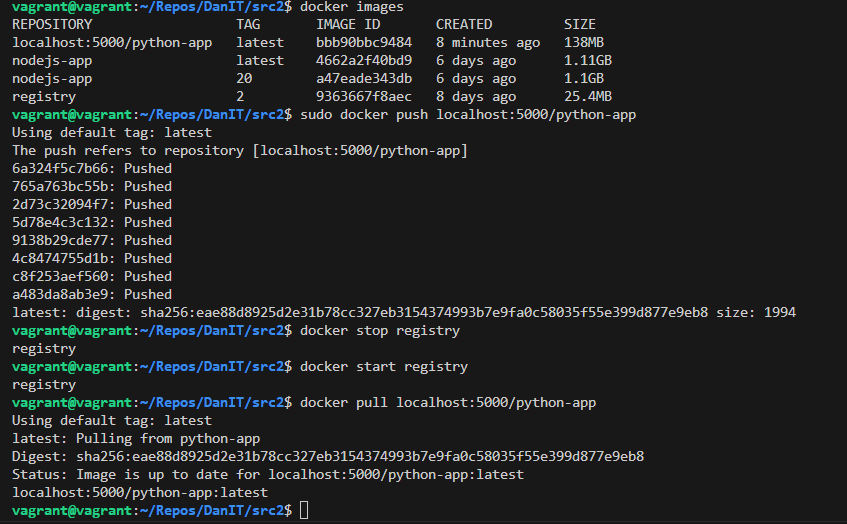 vagrant@vagrant:~/Repos/DanIT/src2$ docker images
REPOSITORY                  TAG       IMAGE ID       CREATED         SIZE
localhost:5000/python-app   latest    bbb90bbc9484   8 minutes ago   138MB
nodejs-app                  latest    4662a2f40bd9   6 days ago      1.11GB
nodejs-app                  20        a47eade343db   6 days ago      1.1GB
registry                    2         9363667f8aec   8 days ago      25.4MB
vagrant@vagrant:~/Repos/DanIT/src2$ sudo docker push localhost:5000/python-app
Using default tag: latest
The push refers to repository [localhost:5000/python-app]
6a324f5c7b66: Pushed
765a763bc55b: Pushed
2d73c32094f7: Pushed
5d78e4c3c132: Pushed
9138b29cde77: Pushed
4c8474755d1b: Pushed
c8f253aef560: Pushed
a483da8ab3e9: Pushed
latest: digest: sha256:eae88d8925d2e31b78cc327eb3154374993b7e9fa0c58035f55e399d877e9eb8 size: 1994
vagrant@vagrant:~/Repos/DanIT/src2$ docker stop registry
registry
vagrant@vagrant:~/Repos/DanIT/src2$ docker start registry
registry
vagrant@vagrant:~/Repos/DanIT/src2$ docker pull localhost:5000/python-app
Using default tag: latest
latest: Pulling from python-app
Digest: sha256:eae88d8925d2e31b78cc327eb3154374993b7e9fa0c58035f55e399d877e9eb8
Status: Image is up to date for localhost:5000/python-app:latest
localhost:5000/python-app:latest
vagrant@vagrant:~/Repos/DanIT/src2$